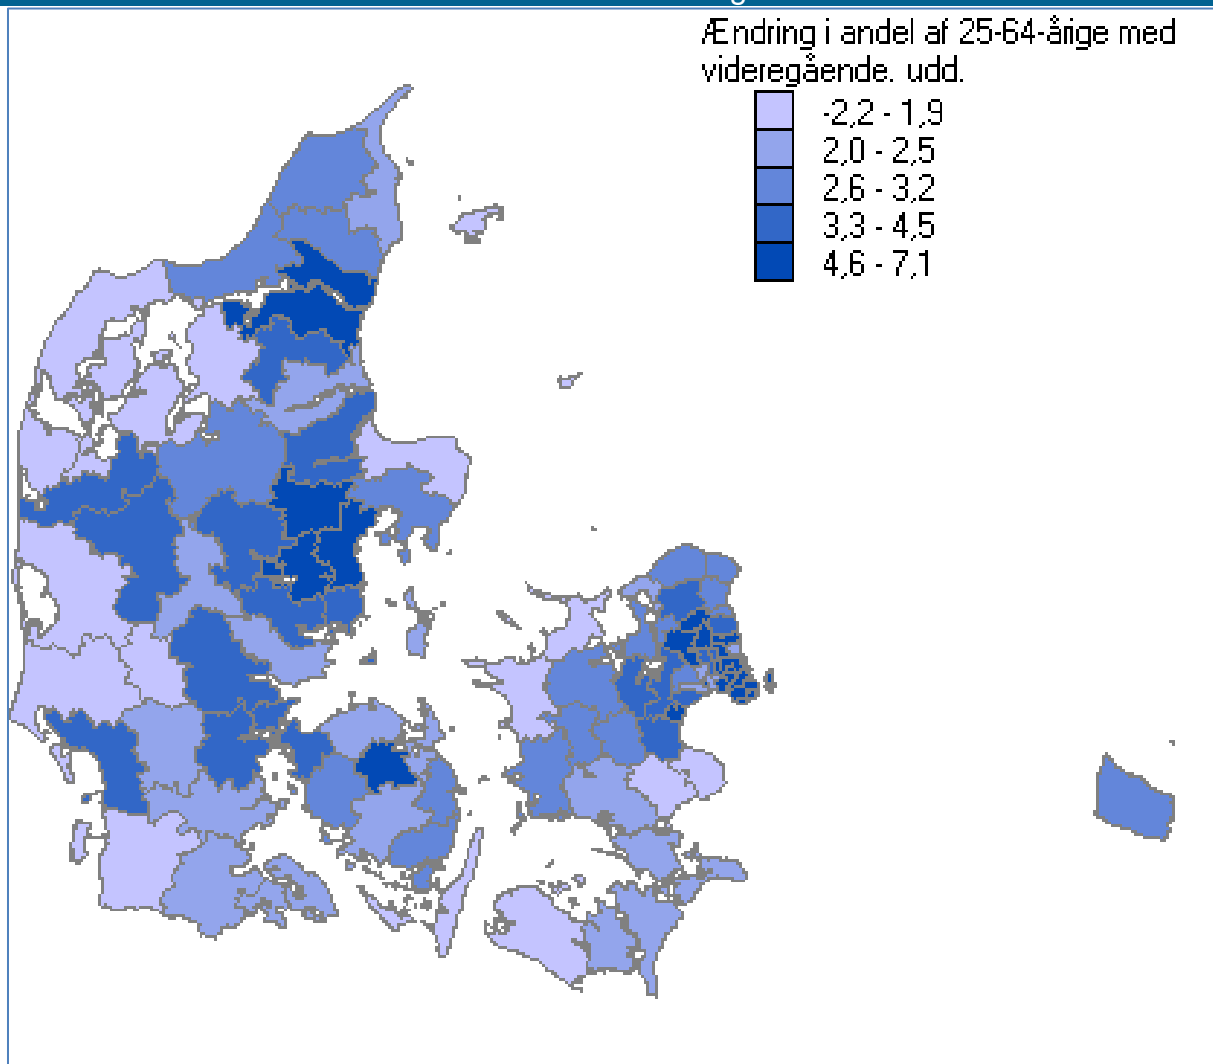 Ændring i andel af 25-64-årige med
videregående. udd.
-2,2 - 1,9
2,0 - 2,5
2,6 - 3,2
3,3 - 4,5
4,6 - 7,1